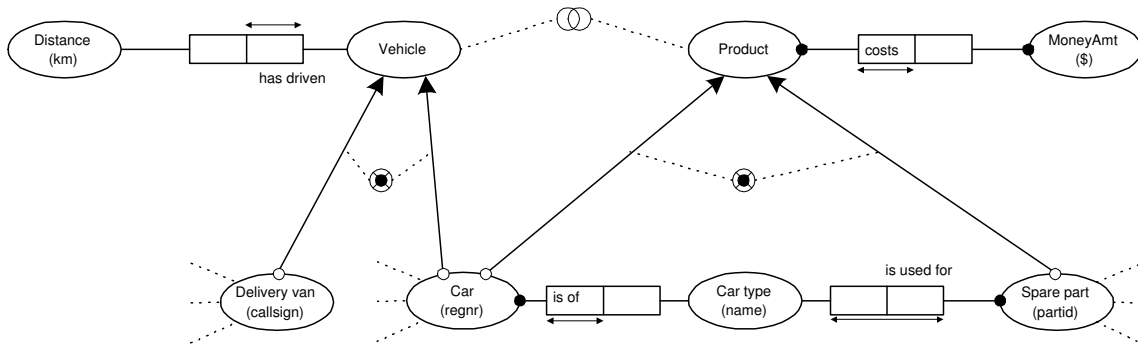 Distance
(km)
has driven
Vehicle
Product
costs
MoneyAmt
($)
Delivery van
(callsign)
Car
(regnr)
is of
Car type
(name)
is used for
Spare part
(partid)